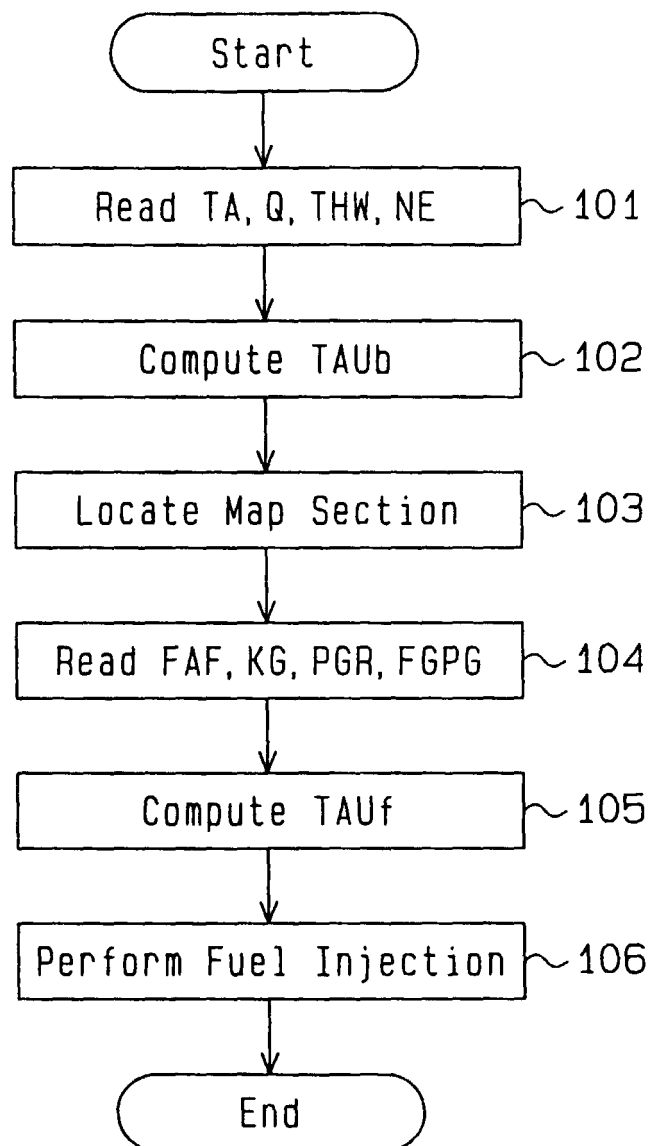 Start
Read TA, Q, THW, NE 101
Compute TAUb 102
Locate Map Section 103
Read FAF, KG, PGR, FGPG 104
Compute TAUf 105
Perform Fuel Injection 106
End